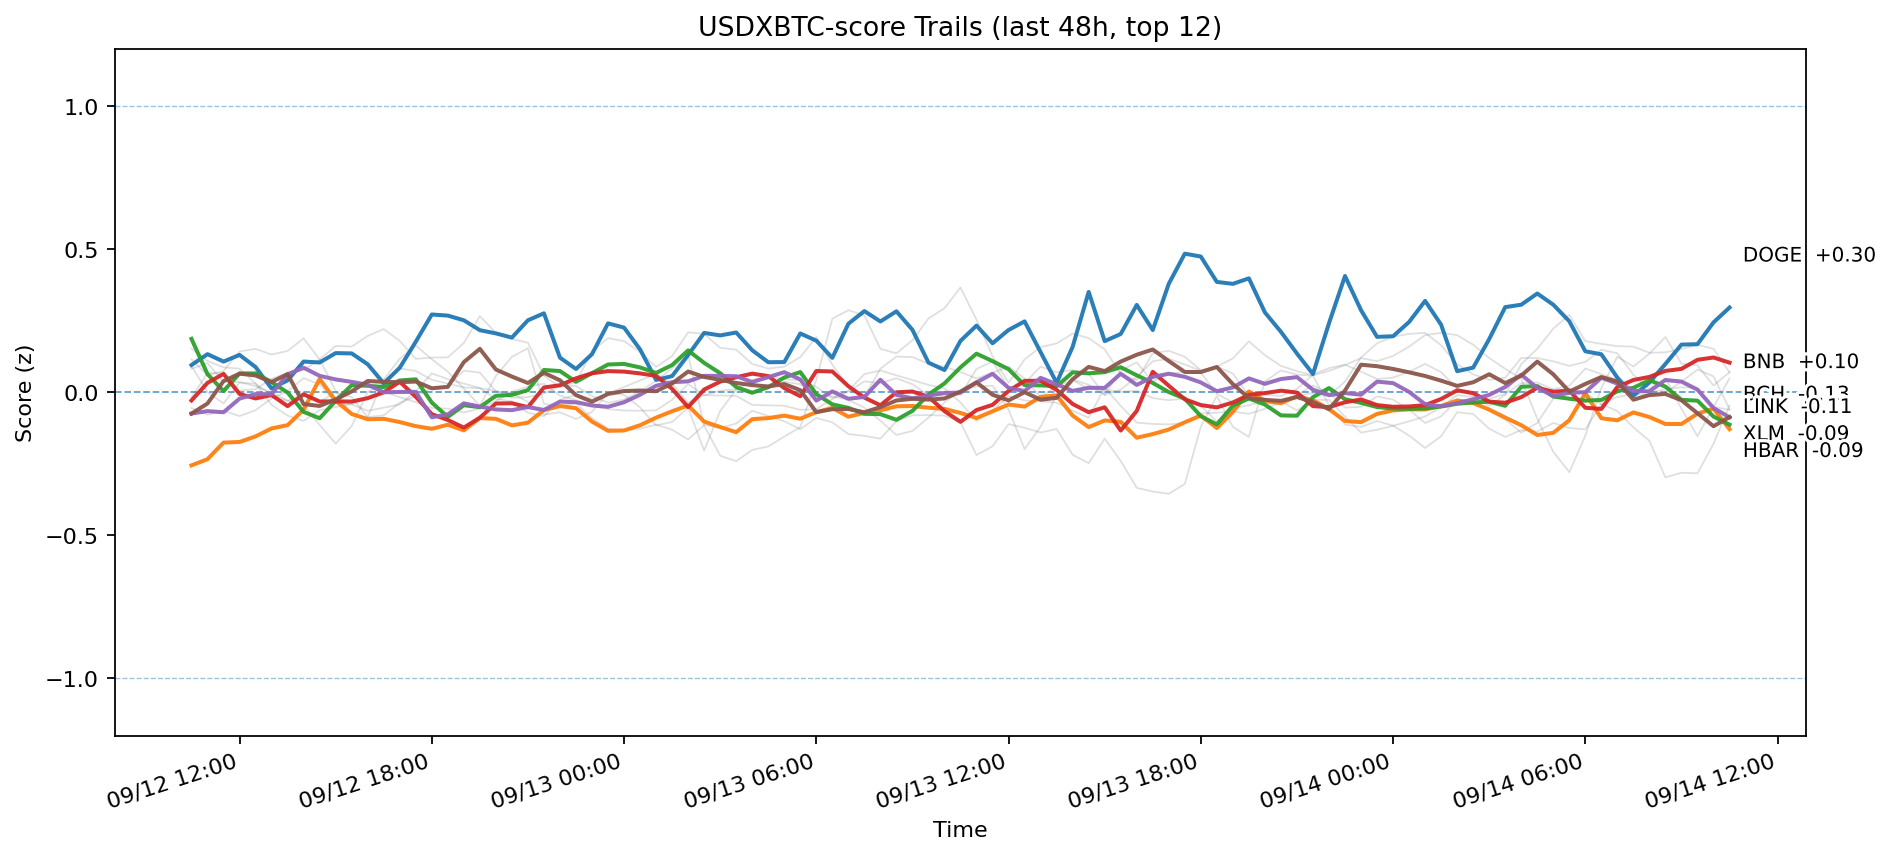 USDXBTC-score Trails (last 48h, top 12)
Score (z)
1.0
0.5
0.0
−0.5
−1.0
DOGE +0.30
BNB +0.10
BCH -0.13
LINK -0.11
XLM -0.09
HBAR -0.09
09/12 12:00
09/12 18:00
09/13 00:00
09/13 06:00
09/13 12:00
09/13 18:00
09/14 00:00
09/14 06:00
09/14 12:00
Time